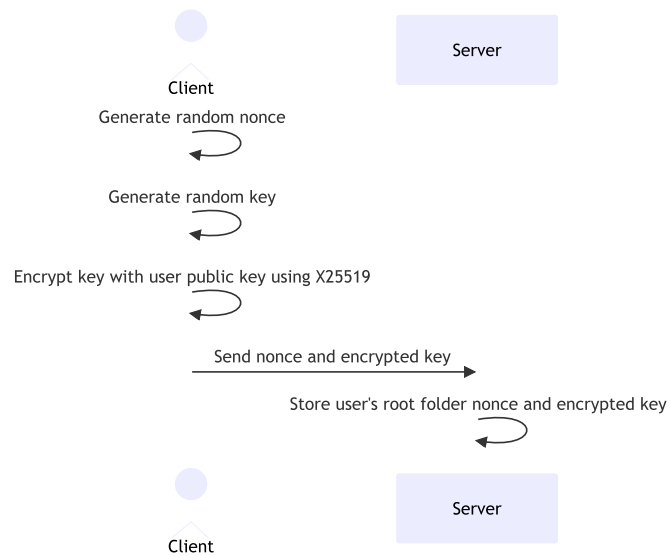 Server
Client
Generate random nonce
Generate random key
Encrypt key with user public key using X25519
Send nonce and encrypted key
Store user's root folder nonce and encrypted key
Server
Client